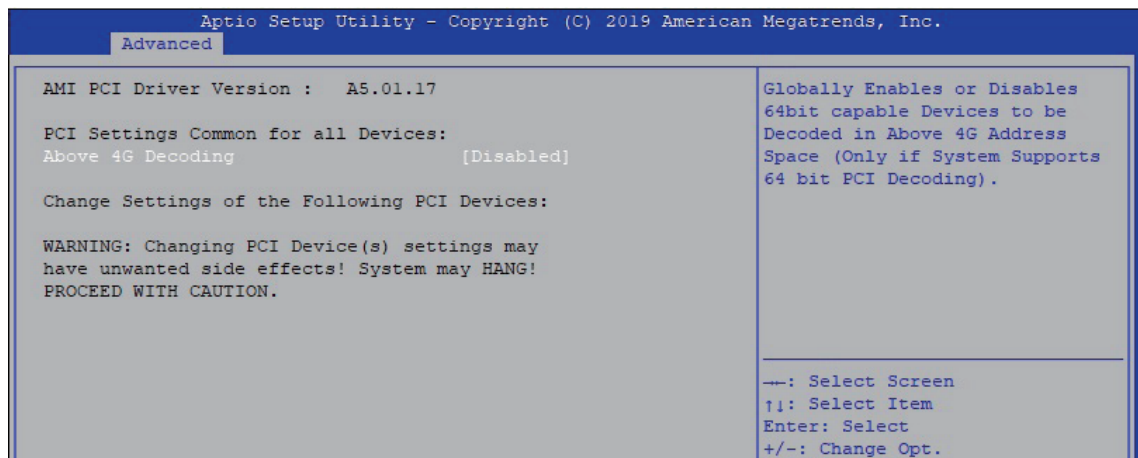 Aptio Setup Utility - Copyright (C) 2019 American Megatrends, Inc.
Advanced
AMI PCI Driver Version : A5.01.17
PCI Settings Common for all Devices:
Above 4G Decoding [Disabled]
Change Settings of the Following PCI Devices:
WARNING: Changing PCI Device(s) settings may
have unwanted side effects! System may HANG!
PROCEED WITH CAUTION.
Globally Enables or Disables
64bit capable Devices to be
Decoded in Above 4G Address
Space (Only if System Supports
64 bit PCI Decoding).
→←: Select Screen
↑↓: Select Item
Enter: Select
+/-: Change Opt.